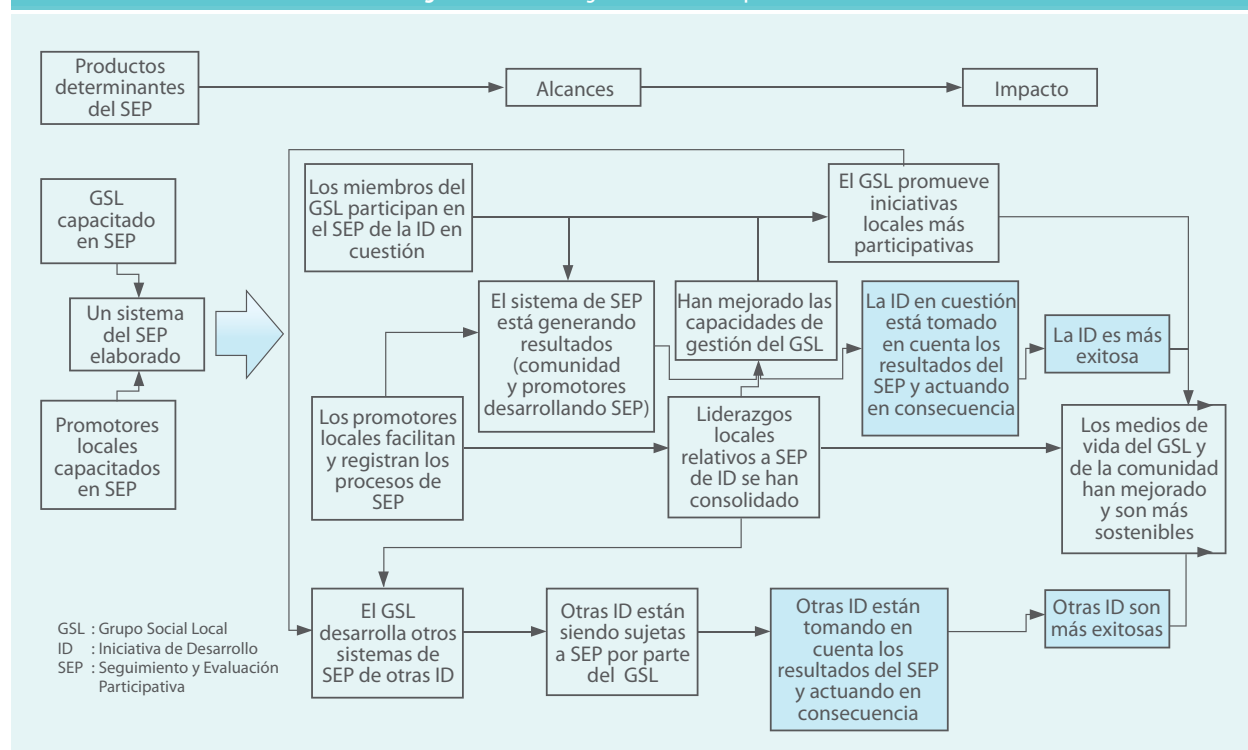 Productos
determinantes
del SEP
Alcances
Impacto
GSL
capacitado
en SEP
Un sistema
del SEP
elaborado
Promotores
locales
capacitados
en SEP
Los miembros del
GSL participan en
el SEP de la ID en
cuestión
El GSL promueve
iniciativas
locales más
participativas
El sistema de SEP
está generando
resultados
(comunidad
y promotores
desarrollando SEP)
Han mejorado las
capacidades de
gestión del GSL
La ID en cuestión
está tomado
en cuenta los
resultados del
SEP y actuando
en consecuencia
La ID es más
exitosa
Los promotores
locales facilitan
y registran los
procesos de
SEP
Liderazgos
locales
relativos a SEP
de ID se han
consolidado
Los medios de
vida del GSL y
de la comunidad
han mejorado
y son más
sostenibles
El GSL
desarrolla otros
sistemas de
SEP de otras ID
Otras ID están
siendo sujetas
a SEP por parte
del GSL
Otras ID están
tomando en
cuenta los
resultados del SEP
y actuando en
consecuencia
Otras ID son
más exitosas
GSL : Grupo Social Local
ID : Iniciativa de Desarrollo
SEP : Seguimiento y Evaluación
Participativa